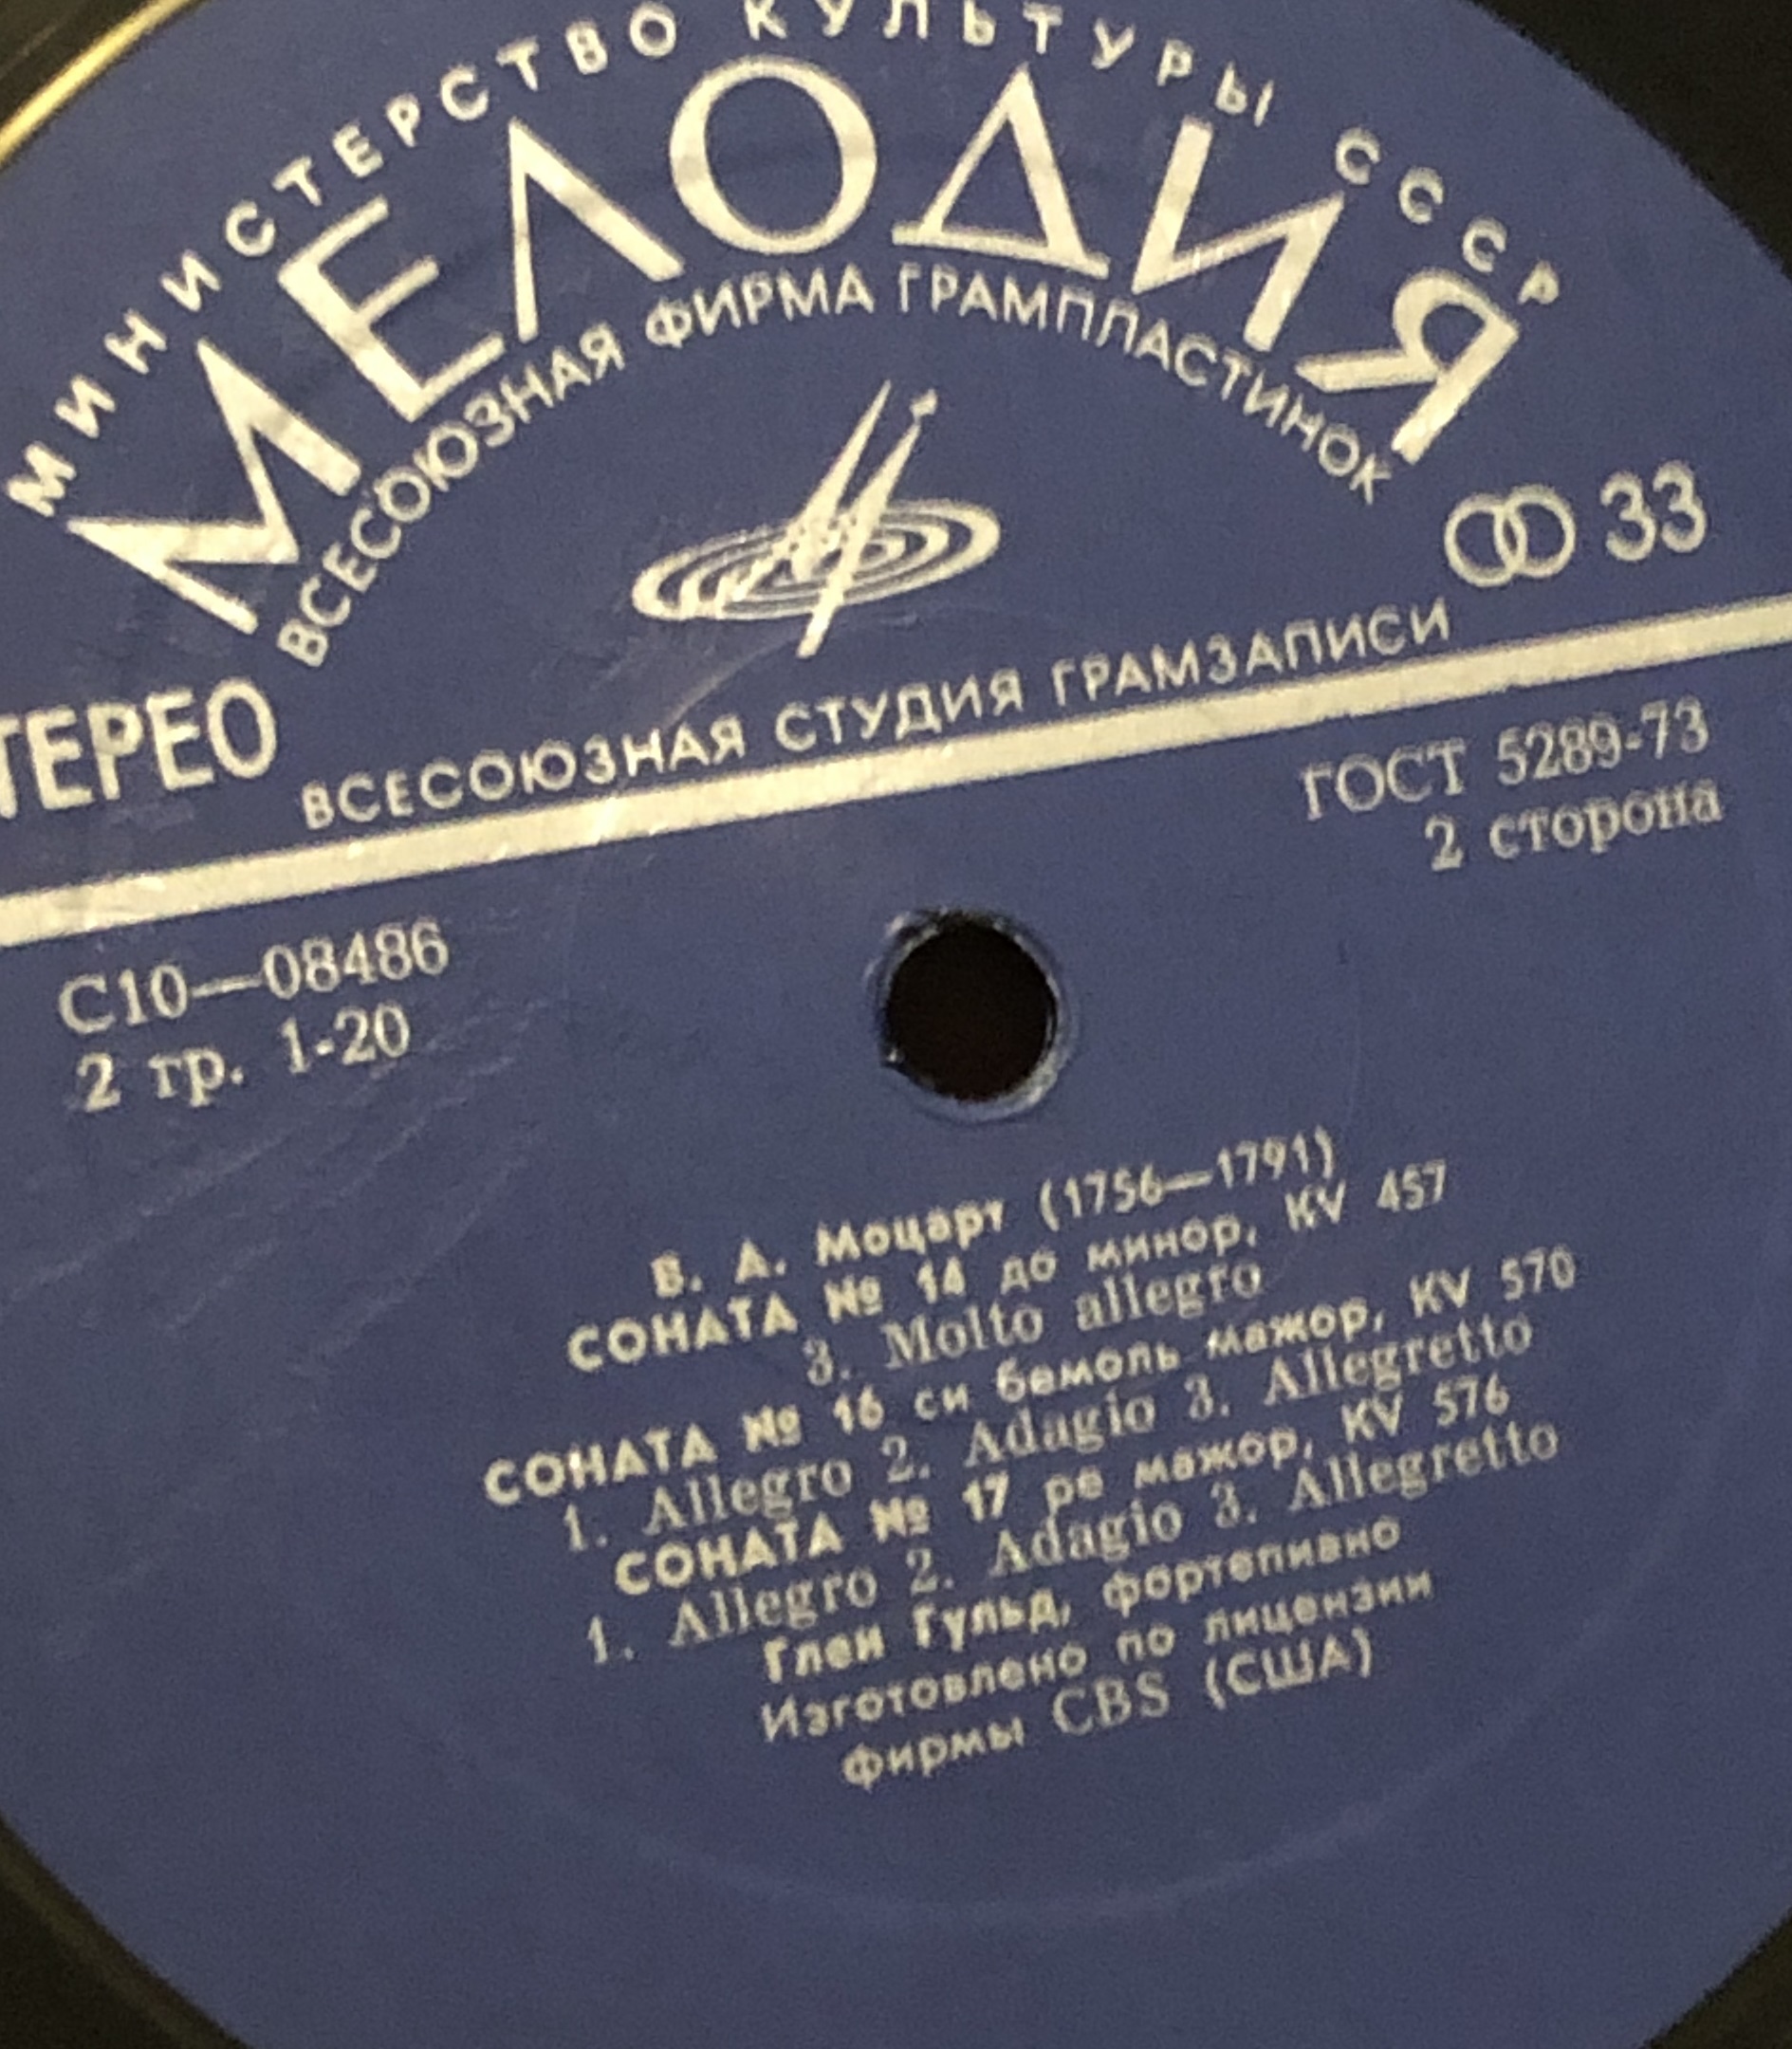 МИНИСТЕРСТВО КУЛЬТУРЫ СССР
МЕЛОДИЯ
ВСЕСОЮЗНАЯ ФИРМА ГРАМПЛАСТИНОК
33
ТЕРЕО
ВСЕСОЮЗНАЯ СТУДИЯ ГРАМЗАПИСИ
ГОСТ 5289-73
2 сторона
С10—08486
2 гр. 1-20
В. А. Моцарт (1756—1791)
СОНАТА № 14 до минор, KV 457
3. Molto allegro
СОНАТА № 16 си бемоль мажор, KV 570
1. Allegro 2. Adagio 3. Allegretto
СОНАТА № 17 ре мажор, KV 576
1. Allegro 2. Adagio 3. Allegretto
Глен Гульд, фортепиано
Изготовлено по лицензии
фирмы CBS (США)